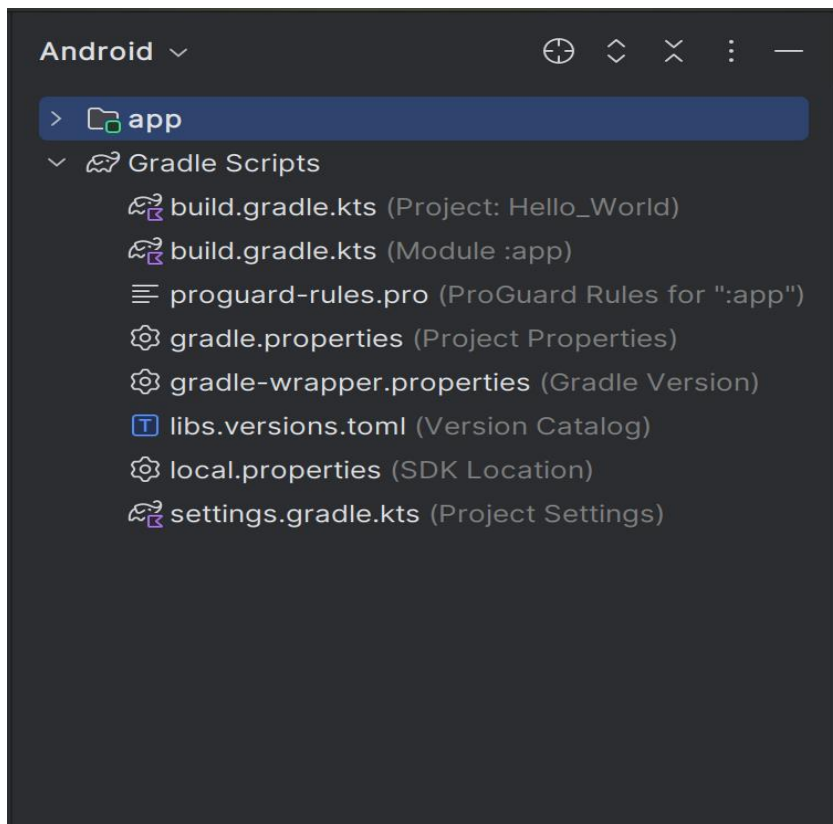 Android
app
Gradle Scripts
build.gradle.kts (Project: Hello_World)
build.gradle.kts (Module :app)
proguard-rules.pro (ProGuard Rules for ":app")
gradle.properties (Project Properties)
gradle-wrapper.properties (Gradle Version)
T libs.versions.toml (Version Catalog)
local.properties (SDK Location)
settings.gradle.kts (Project Settings)